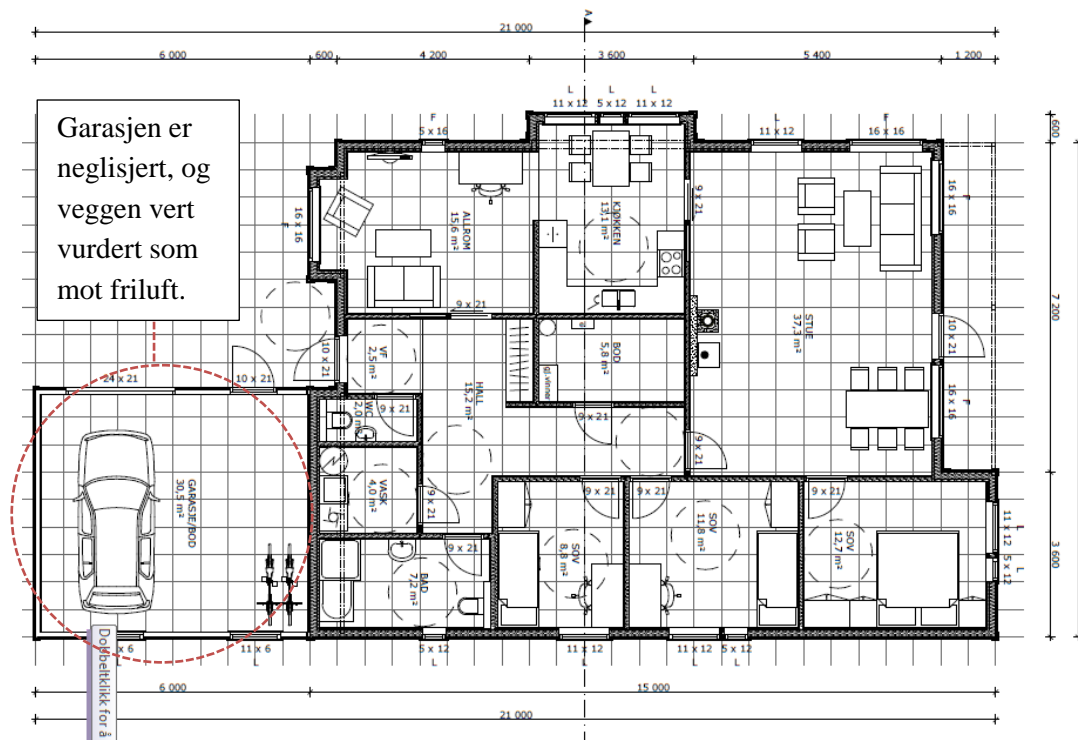 A
21 000
6 000
600
4 200
3 600
5 400
1 200
L
L
L
11 x 12
5 x 12
11 x 12
F
5 x 16
L
11 x 12
F
16 x 16
600
Garasjen er
neglisjert, og
veggen vert
vurdert som
mot friluft.
16 x 16
F
ALLROM
15,6 m²
KJØKKEN
13,1 m²
9 x 21
16 x 16
F
9 x 21
STUE
37,3 m²
7 200
10 x 21
10 x 21
VF
2,5 m²
HALL
15,2 m²
BOD
5,8 m²
24 x 21
10 x 21
WC
2,0 m²
9 x 21
9 x 21
16 x 16
F
9 x 21
GARASJE/BOD
30,5 m²
VASK
4,0 m²
9 x 21
9 x 21
9 x 21
9 x 21
SOV
8,8 m²
SOV
11,8 m²
SOV
12,7 m²
11 x 12
L
5 x 12
L
3 600
9 x 21
BAD
7,2 m²
Dobbeltklikk for å
x 6
L
11 x 6
L
5 x 12
L
11 x 12
L
11 x 12
L
5 x 12
L
6 000
15 000
21 000